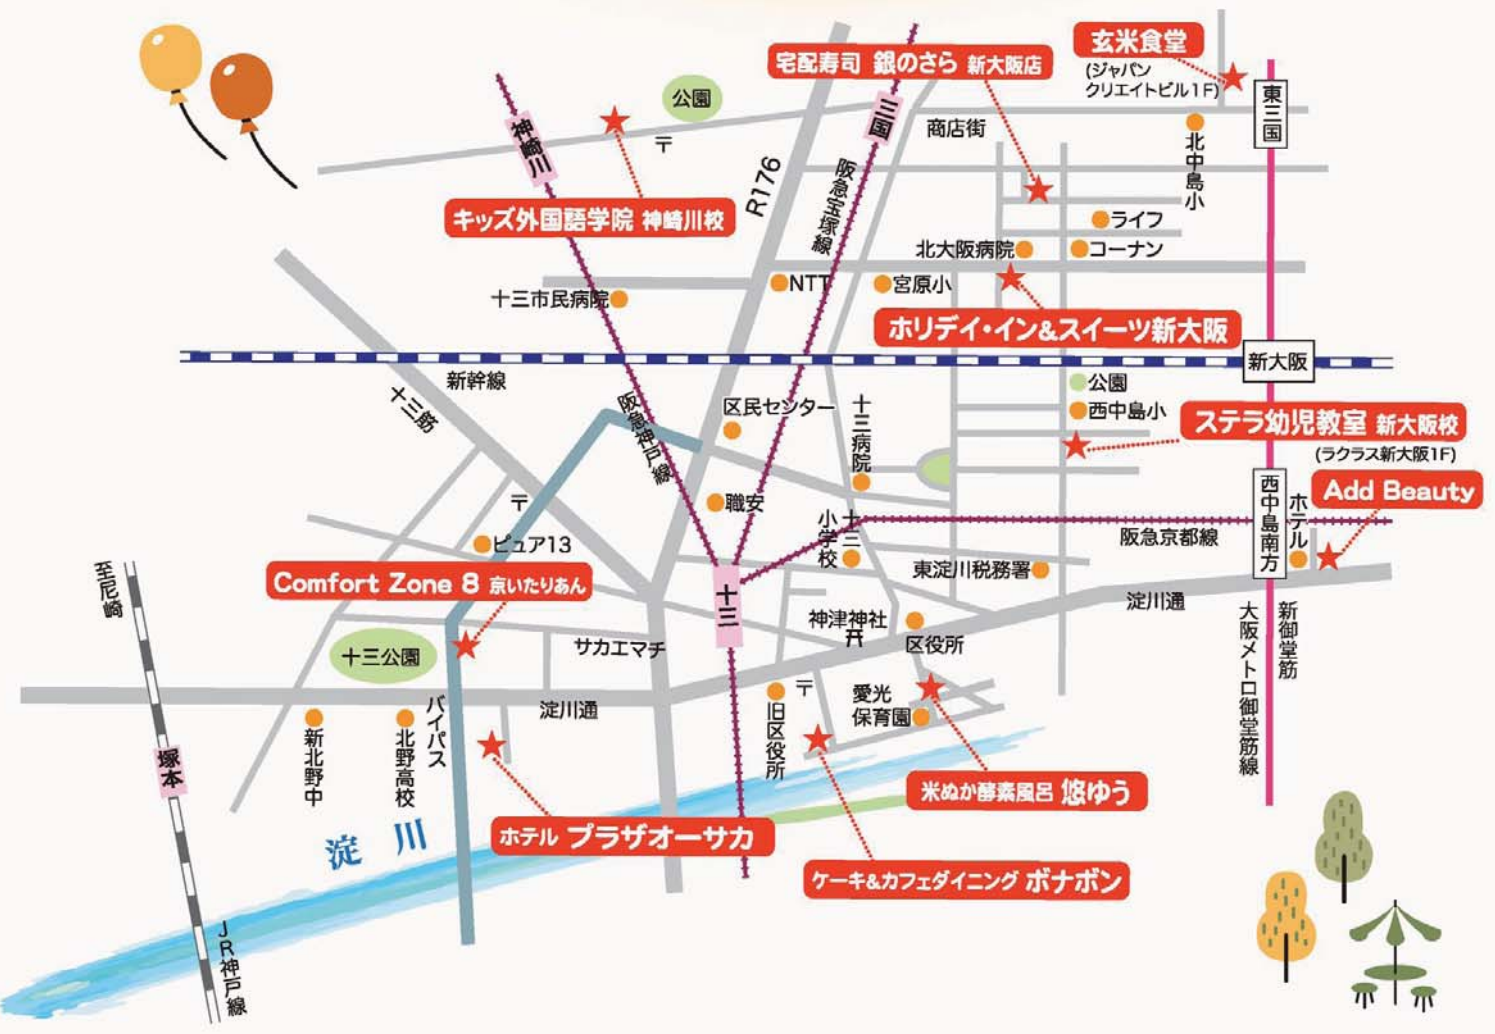 玄米食堂
(ジャパン
クリエイトビル1F)
宅配寿司 銀のさら 新大阪店
東三国
公園
〒
神崎川
三国
商店街
北中島小
R176
阪急宝塚線
キッズ外国語学院 神崎川校
ライフ
北大阪病院
コーナン
十三市民病院
NTT
宮原小
ホリデイ・イン&スイーツ新大阪
新大阪
新幹線
公園
十三筋
阪急神戸線
区民センター
十三病院
西中島小
ステラ幼児教室 新大阪校
(ラクラス新大阪1F)
Add Beauty
西中島南方
ホテル
〒
職安
十三
小学校
阪急京都線
ピュア13
東淀川税務署
至尼崎
Comfort Zone 8 京いたりあん
十三
神津神社
区役所
淀川通
大阪メトロ御堂筋線
新御堂筋
十三公園
サカエマチ
バイパス
淀川通
〒
旧区役所
愛光
保育園
新北野中
北野高校
塚本
米ぬか酵素風呂 悠ゆう
淀川
ホテル プラザオーサカ
ケーキ&カフェダイニング ボナボン
JR神戸線